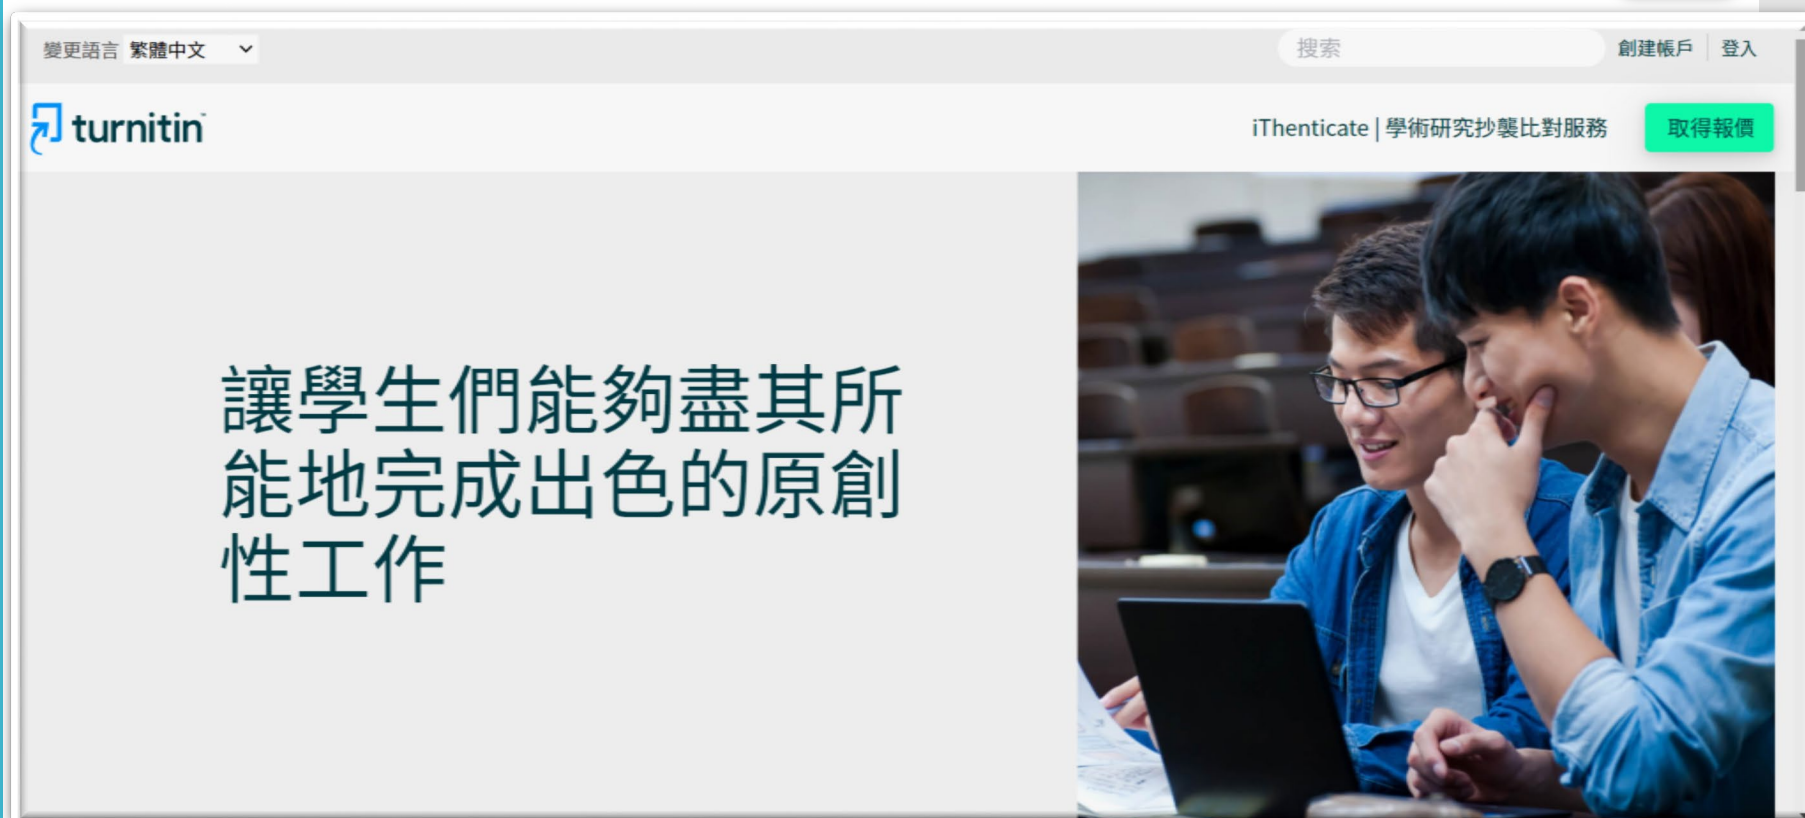 變更語言 繁體中文
搜索
創建帳戶
登入
turnitin
iThenticate | 學術研究抄襲比對服務
取得報價
讓學生們能夠盡其所
能地完成出色的原創
性工作